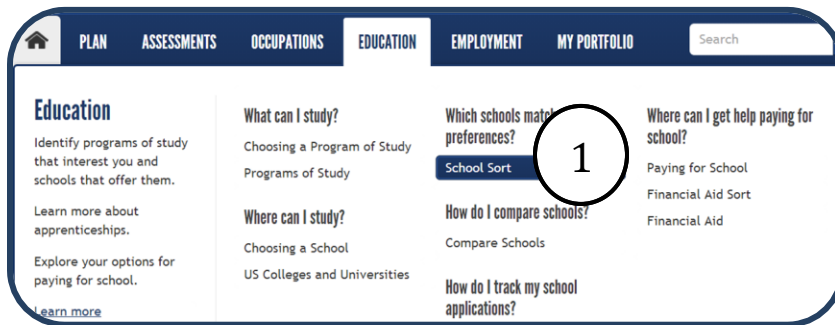 PLAN ASSESSMENTS OCCUPATIONS EDUCATION EMPLOYMENT MY PORTFOLIO Search
Education
Identify programs of study
that interest you and
schools that offer them.
Learn more about
apprenticeships.
Explore your options for
paying for school.
Learn more
What can I study?
Choosing a Program of Study
Programs of Study
Where can I study?
Choosing a School
US Colleges and Universities
Which schools
preferences?
School Sort
1
How do I compare schools?
Compare Schools
How do I track my school
applications?
Where can I get help paying for
school?
Paying for School
Financial Aid Sort
Financial Aid